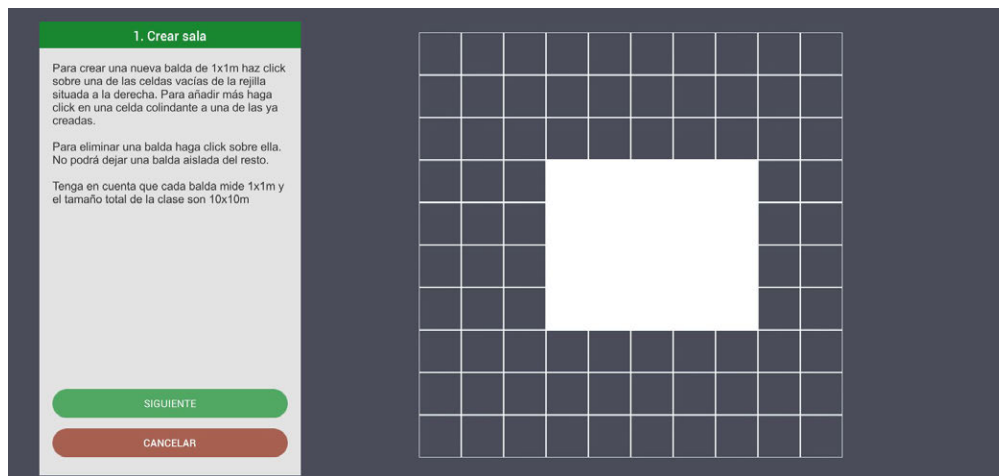 1. Crear sala
Para crear una nueva balda de 1x1m haz click
sobre una de las celdas vacías de la rejilla
situada a la derecha. Para añadir más haga
click en una celda colindante a una de las ya
creadas.
Para eliminar una balda haga click sobre ella.
No podrá dejar una balda aislada del resto.
Tenga en cuenta que cada balda mide 1x1m y
el tamaño total de la clase son 10x10m
SIGUIENTE
CANCELAR